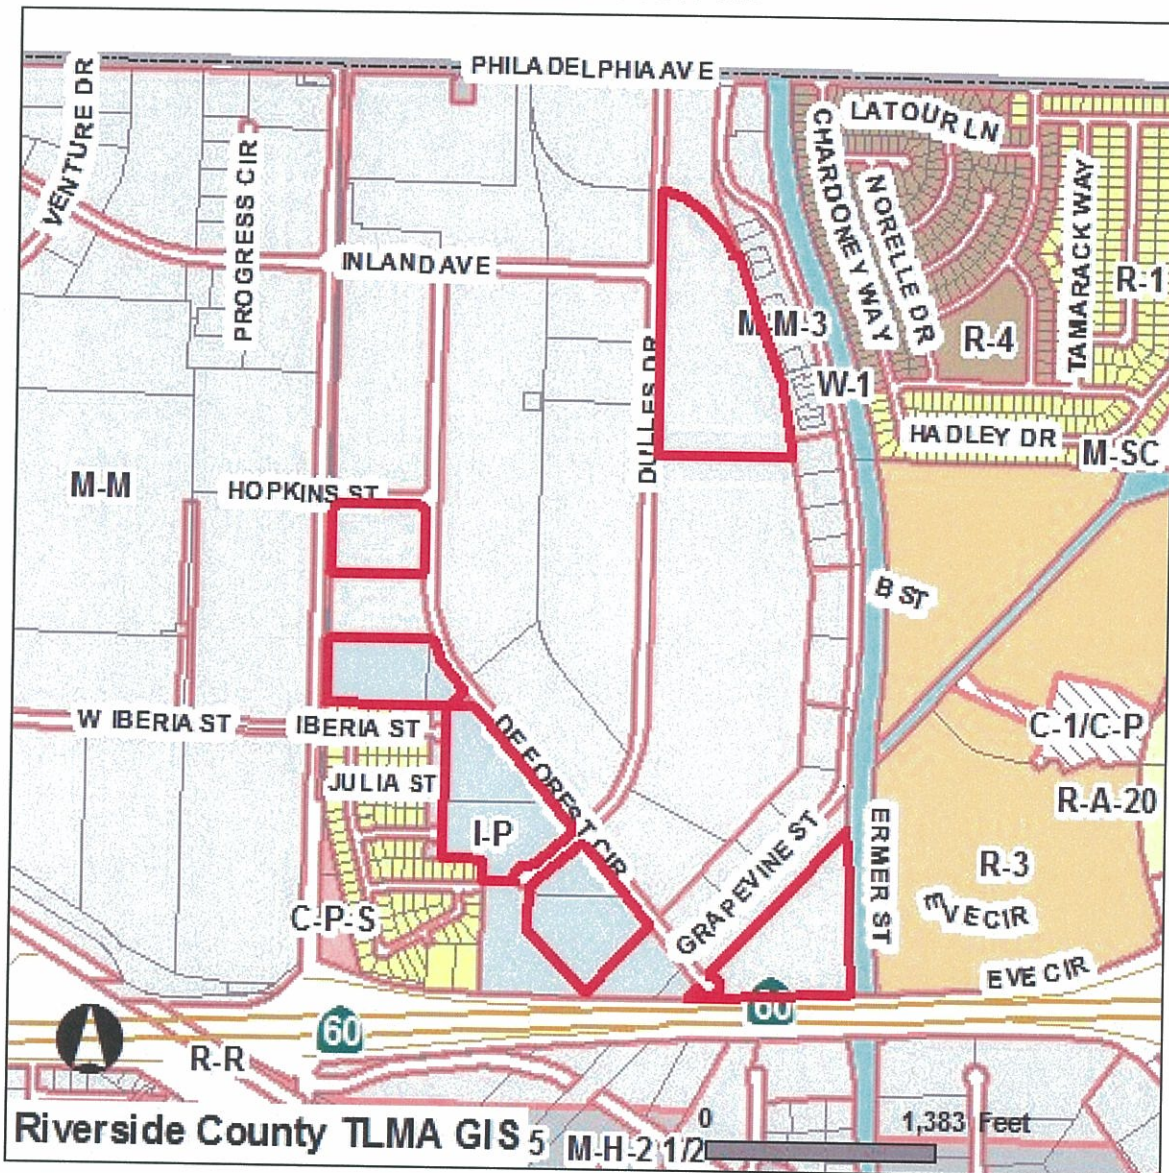 PHILADELPHIA AVE
VENTURE DR
PROGRESS CIR
LATOUR LN
CHARDONEY WAY
NORELLE DR
TAMARACK WAY
R-1
INLAND AVE
R-4
M-M-3
W-1
DULLES DR
HADLEY DR
M-SC
M-M
HOPKINS ST
B ST
W IBERIA ST
IBERIA ST
DE FOREST CIR
C-1/C-P
JULIA ST
R-A-20
I-P
GRAPEVINE ST
ERMER ST
R-3
EVE CIR
C-P-S
EVE CIR
60
60
R-R
0
1,383 Feet
Riverside County TLMA GIS
5
M-H-2 1/2